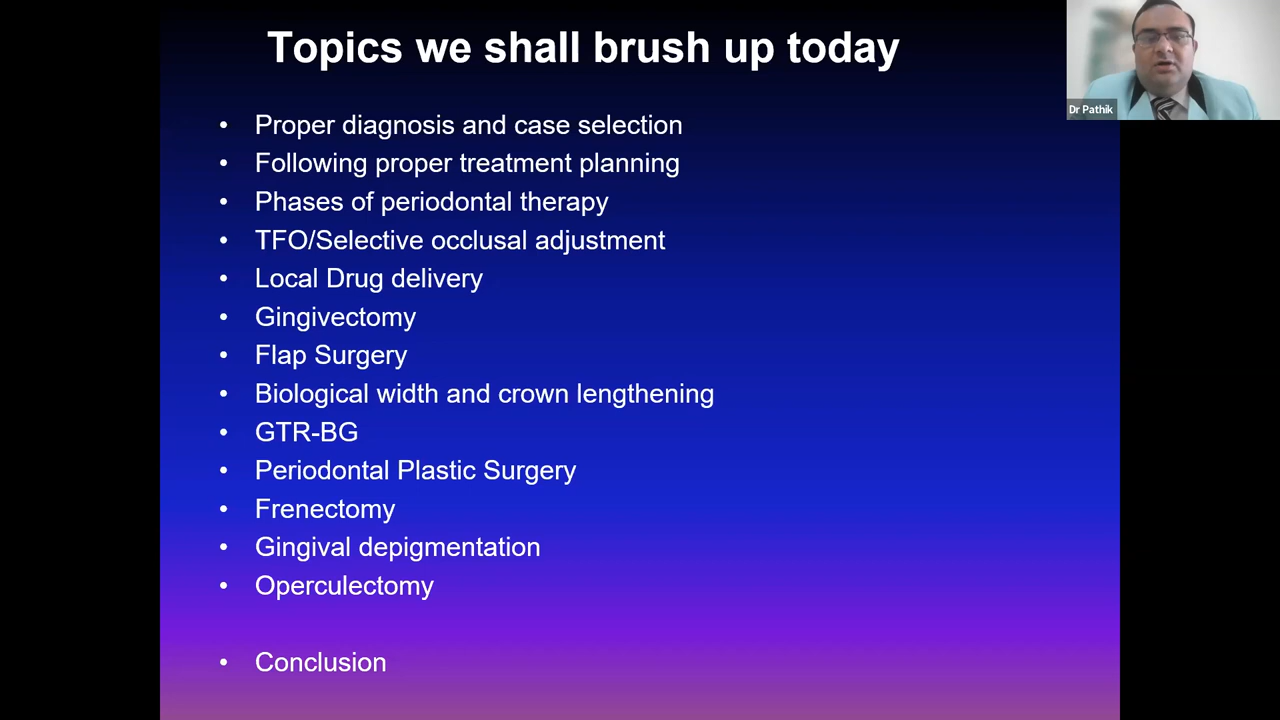 Topics we shall brush up today
Dr Pathik
• Proper diagnosis and case selection
• Following proper treatment planning
• Phases of periodontal therapy
• TFO/Selective occlusal adjustment
• Local Drug delivery
• Gingivectomy
• Flap Surgery
• Biological width and crown lengthening
• GTR-BG
• Periodontal Plastic Surgery
• Frenectomy
• Gingival depigmentation
• Operculectomy
• Conclusion